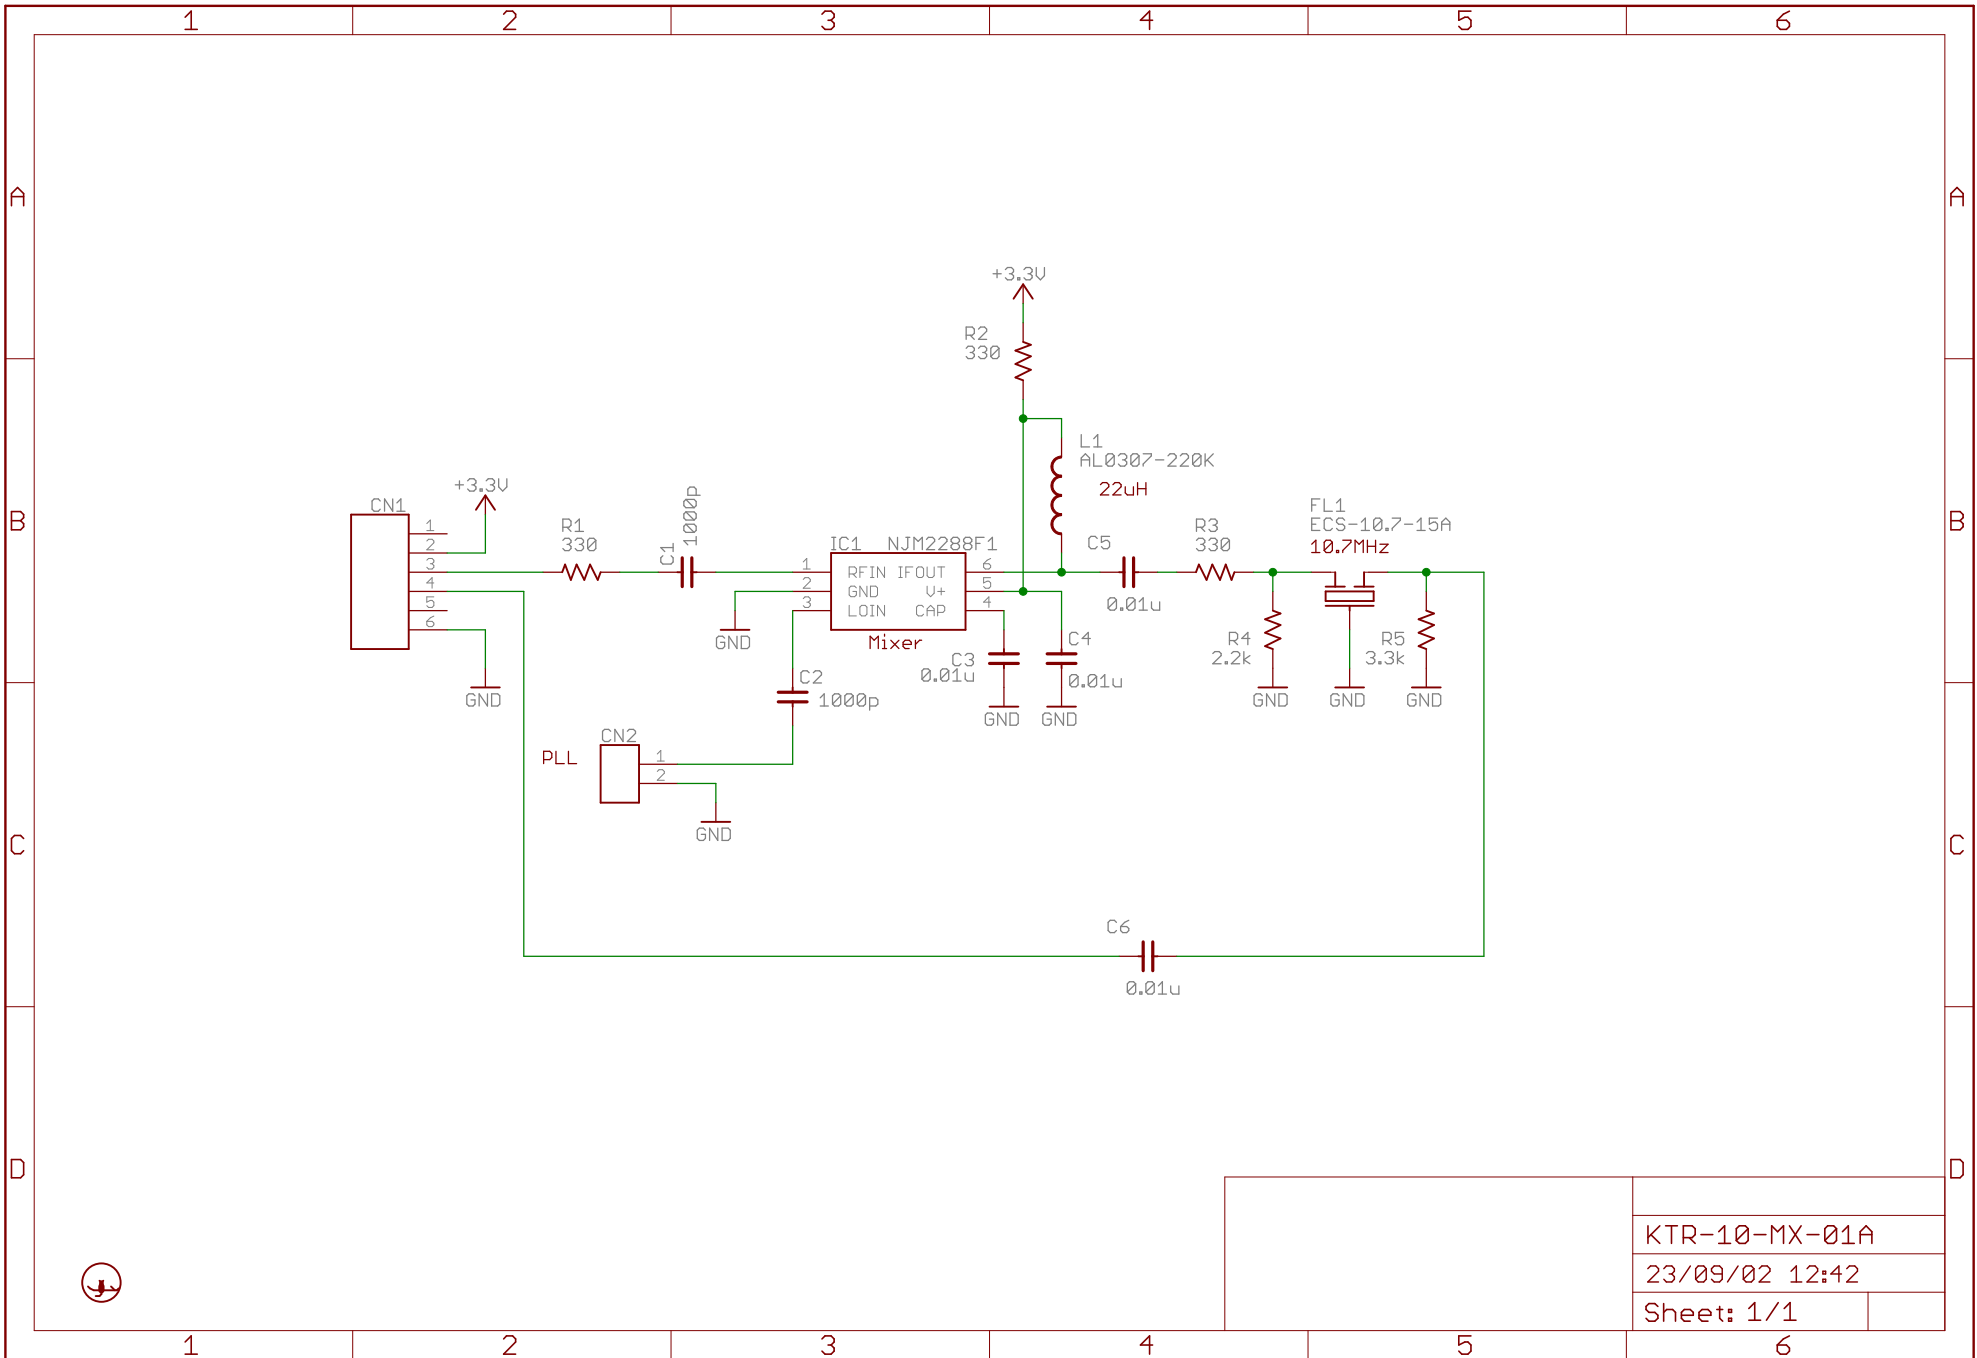 1 2 3 4 5 6
A A
+3.3V
R2
330
L1
AL0307-220K
22uH
+3.3V
CN1
1
2
3
4
5
6
GND
R1
330
C1
1000p
IC1 NJM2288F1
1 RFIN IFOUT 6
2 GND V+ 5
3 LOIN CAP 4
Mixer
GND
C5
0.01u
R3
330
FL1
ECS-10.7-15A
10.7MHz
B B
R4
2.2k
GND
GND
R5
3.3k
GND
C3
0.01u
GND
C4
0.01u
GND
C2
1000p
CN2
PLL
1
2
GND
C C
C6
0.01u
D D
KTR-10-MX-01A
23/09/02 12:42
Sheet: 1/1
1 2 3 4 5 6